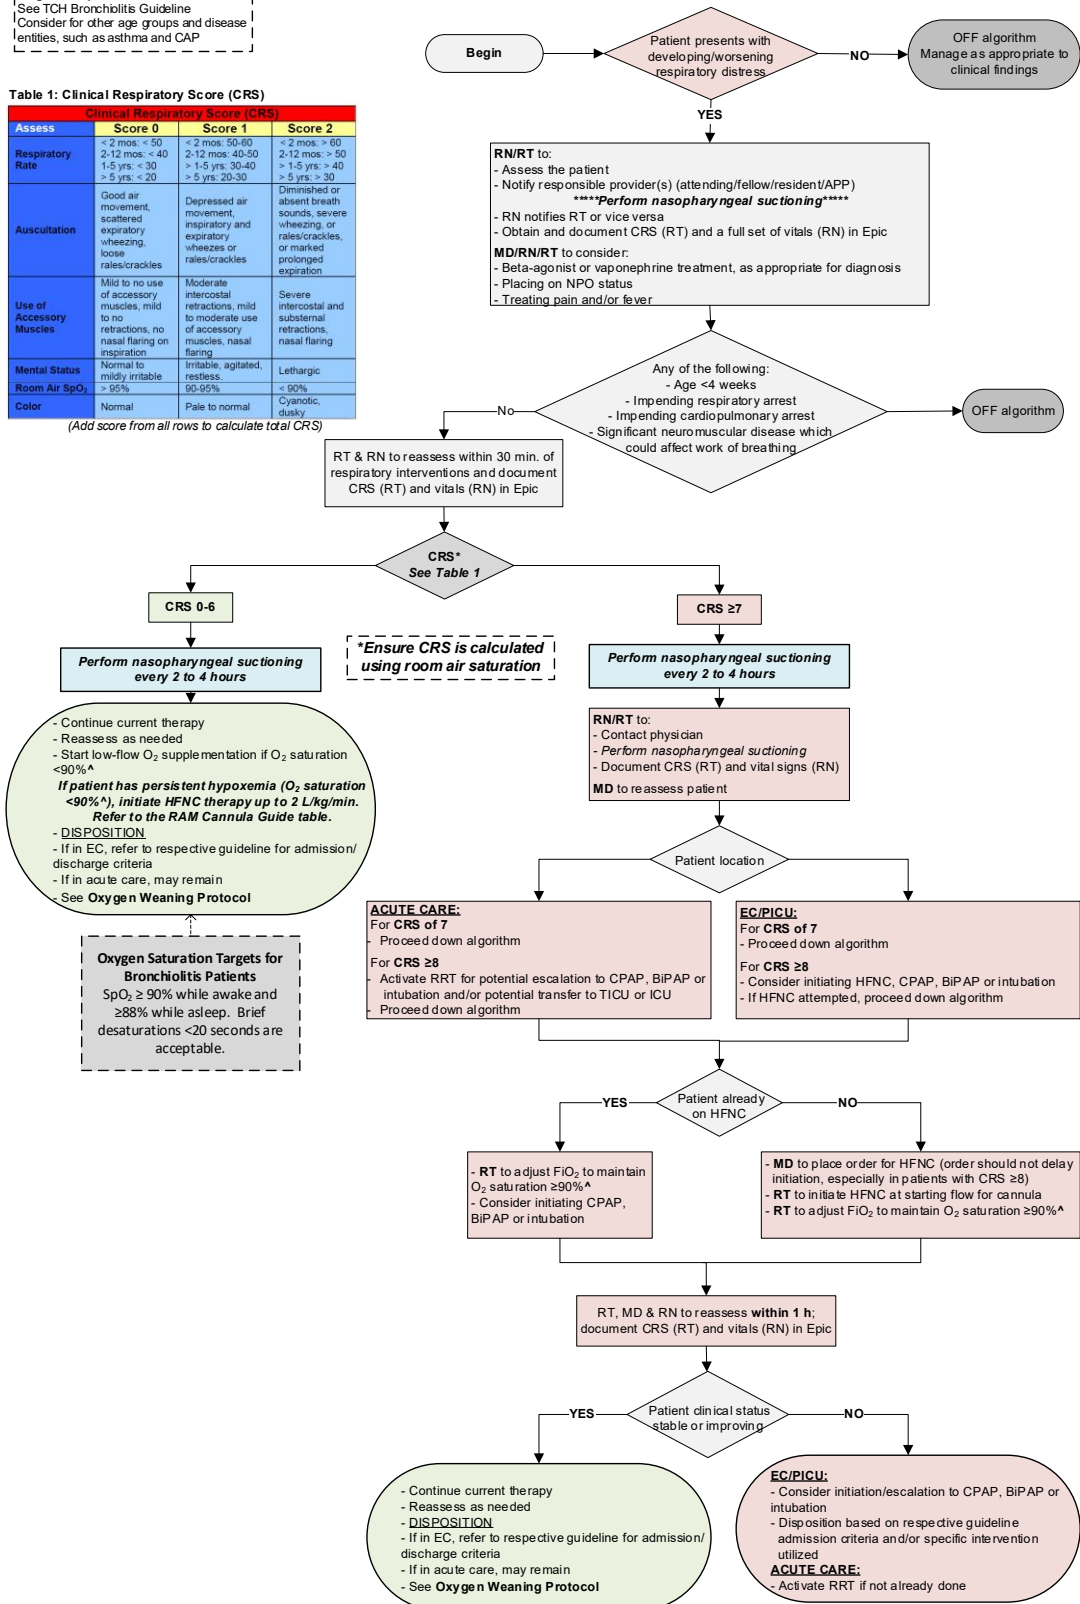 See TCH Bronchiolitis Guideline
Consider for other age groups and disease
entities, such as asthma and CAP
Begin
Patient presents with
developing/worsening
respiratory distress
NO
OFF algorithm
Manage as appropriate to
clinical findings
YES
Table 1: Clinical Respiratory Score (CRS)
Clinical Respiratory Score (CRS)
Assess Score 0 Score 1 Score 2
Respiratory
Rate
< 2 mos: < 50
2-12 mos: < 40
1-5 yrs: < 30
> 5 yrs: < 20
< 2 mos: 50-60
2-12 mos: 40-50
> 1-5 yrs: 30-40
> 5 yrs: 20-30
< 2 mos: > 60
2-12 mos: > 50
> 1-5 yrs: > 40
> 5 yrs: > 30
Auscultation
Good air
movement,
scattered
expiratory
wheezing,
loose
rales/crackles
Depressed air
movement,
inspiratory and
expiratory
wheezes or
rales/crackles
Diminished or
absent breath
sounds, severe
wheezing, or
rales/crackles,
or marked
prolonged
expiration
Use of
Accessory
Muscles
Mild to no use
of accessory
muscles, mild
to no
retractions, no
nasal flaring on
inspiration
Moderate
intercostal
retractions, mild
to moderate use
of accessory
muscles, nasal
flaring
Severe
intercostal and
substernal
retractions,
nasal flaring
Mental Status
Normal to
mildly irritable
Irritable, agitated,
restless.
Lethargic
Room Air SpO₂ > 95% 90-95% < 90%
Color
Normal
Pale to normal
Cyanotic,
dusky
(Add score from all rows to calculate total CRS)
RN/RT to:
- Assess the patient
- Notify responsible provider(s) (attending/fellow/resident/APP)
*****Perform nasopharyngeal suctioning*****
- RN notifies RT or vice versa
- Obtain and document CRS (RT) and a full set of vitals (RN) in Epic
MD/RN/RT to consider:
- Beta-agonist or vaponephrine treatment, as appropriate for diagnosis
- Placing on NPO status
- Treating pain and/or fever
Any of the following:
- Age <4 weeks
- Impending respiratory arrest
- Impending cardiopulmonary arrest
- Significant neuromuscular disease which
could affect work of breathing
OFF algorithm
No
RT & RN to reassess within 30 min. of
respiratory interventions and document
CRS (RT) and vitals (RN) in Epic
CRS*
See Table 1
CRS 0-6
CRS ≥7
*Ensure CRS is calculated
using room air saturation
Perform nasopharyngeal suctioning
every 2 to 4 hours
Perform nasopharyngeal suctioning
every 2 to 4 hours
- Continue current therapy
- Reassess as needed
- Start low-flow O₂ supplementation if O₂ saturation
<90%^
If patient has persistent hypoxemia (O₂ saturation
<90%^), initiate HFNC therapy up to 2 L/kg/min.
Refer to the RAM Cannula Guide table.
- DISPOSITION
- If in EC, refer to respective guideline for admission/
discharge criteria
- If in acute care, may remain
- See Oxygen Weaning Protocol
RN/RT to:
- Contact physician
- Perform nasopharyngeal suctioning
- Document CRS (RT) and vital signs (RN)
MD to reassess patient
Patient location
Oxygen Saturation Targets for
Bronchiolitis Patients
SpO₂ ≥ 90% while awake and
≥88% while asleep. Brief
desaturations <20 seconds are
acceptable.
ACUTE CARE:
For CRS of 7
- Proceed down algorithm
For CRS ≥8
- Activate RRT for potential escalation to CPAP, BiPAP or
intubation and/or potential transfer to TICU or ICU
- Proceed down algorithm
EC/PICU:
For CRS of 7
- Proceed down algorithm
For CRS ≥8
- Consider initiating HFNC, CPAP, BiPAP or intubation
- If HFNC attempted, proceed down algorithm
Patient already
on HFNC
YES
NO
- RT to adjust FiO₂ to maintain
O₂ saturation ≥90%^
- Consider initiating CPAP,
BiPAP or intubation
- MD to place order for HFNC (order should not delay
initiation, especially in patients with CRS ≥8)
- RT to initiate HFNC at starting flow for cannula
- RT to adjust FiO₂ to maintain O₂ saturation ≥90%^
RT, MD & RN to reassess within 1 h;
document CRS (RT) and vitals (RN) in Epic
Patient clinical status
stable or improving
YES
NO
- Continue current therapy
- Reassess as needed
- DISPOSITION
- If in EC, refer to respective guideline for admission/
discharge criteria
- If in acute care, may remain
- See Oxygen Weaning Protocol
EC/PICU:
- Consider initiation/escalation to CPAP, BiPAP or
intubation
- Disposition based on respective guideline
admission criteria and/or specific intervention
utilized
ACUTE CARE:
- Activate RRT if not already done